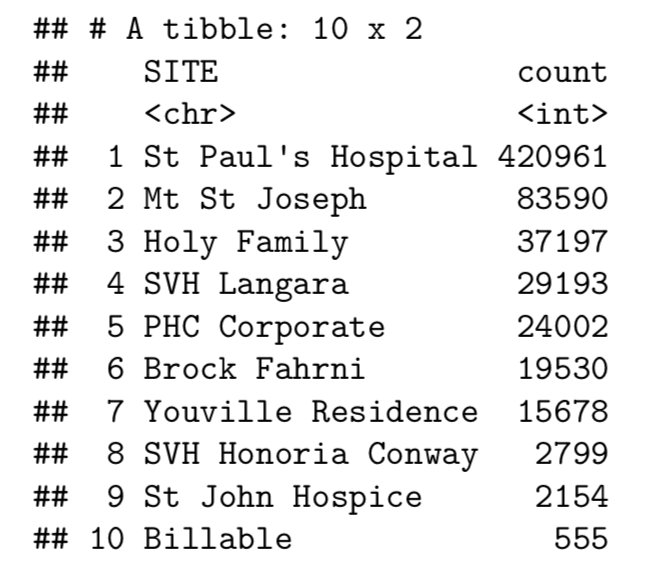 ## # A tibble: 10 x 2
##    SITE                 count
##    <chr>                <int>
##  1 St Paul's Hospital 420961
##  2 Mt St Joseph        83590
##  3 Holy Family         37197
##  4 SVH Langara         29193
##  5 PHC Corporate       24002
##  6 Brock Fahrni        19530
##  7 Youville Residence  15678
##  8 SVH Honoria Conway   2799
##  9 St John Hospice      2154
## 10 Billable              555